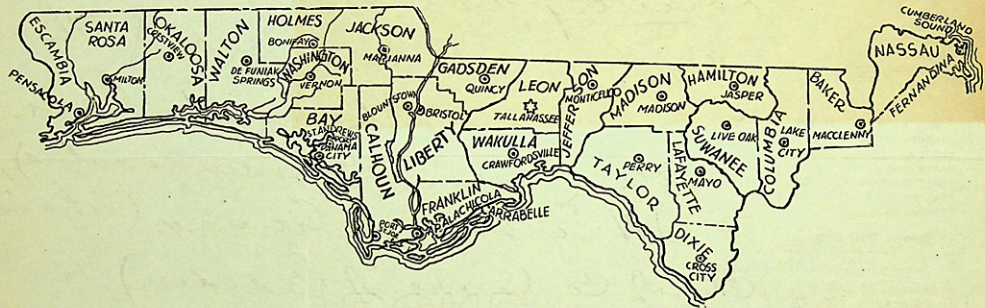 ESCAMBIA
PENSACOLA
SANTA
ROSA
MILTON
OKALOOSA
CRESTVIEW
WALTON
DE FUNIAK
SPRINGS
HOLMES
BONIFAY
WASHINGTON
VERNON
JACKSON
MARIANNA
BAY
ST ANDREWS
PANAMA
CITY
CALHOUN
BLOUNTSTOWN
BRISTOL
LIBERTY
GADSDEN
QUINCY
LEON
TALLAHASSEE
WAKULLA
CRAWFORDSVILLE
FRANKLIN
APALACHICOLA
CARRABELLE
PORT
ST JOE
JEFFERSON
MONTICELLO
MADISON
MADISON
TAYLOR
PERRY
HAMILTON
JASPER
SUWANEE
LIVE OAK
LAFAYETTE
MAYO
DIXIE
CROSS
CITY
COLUMBIA
LAKE
CITY
BAKER
MACCLENNY
NASSAU
FERNANDINA
CUMBERLAND
SOUND